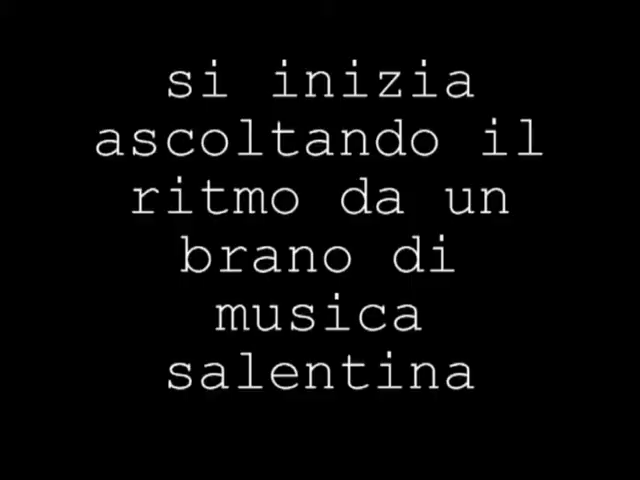 si inizia
ascoltando il
ritmo da un
brano di
musica
salentina